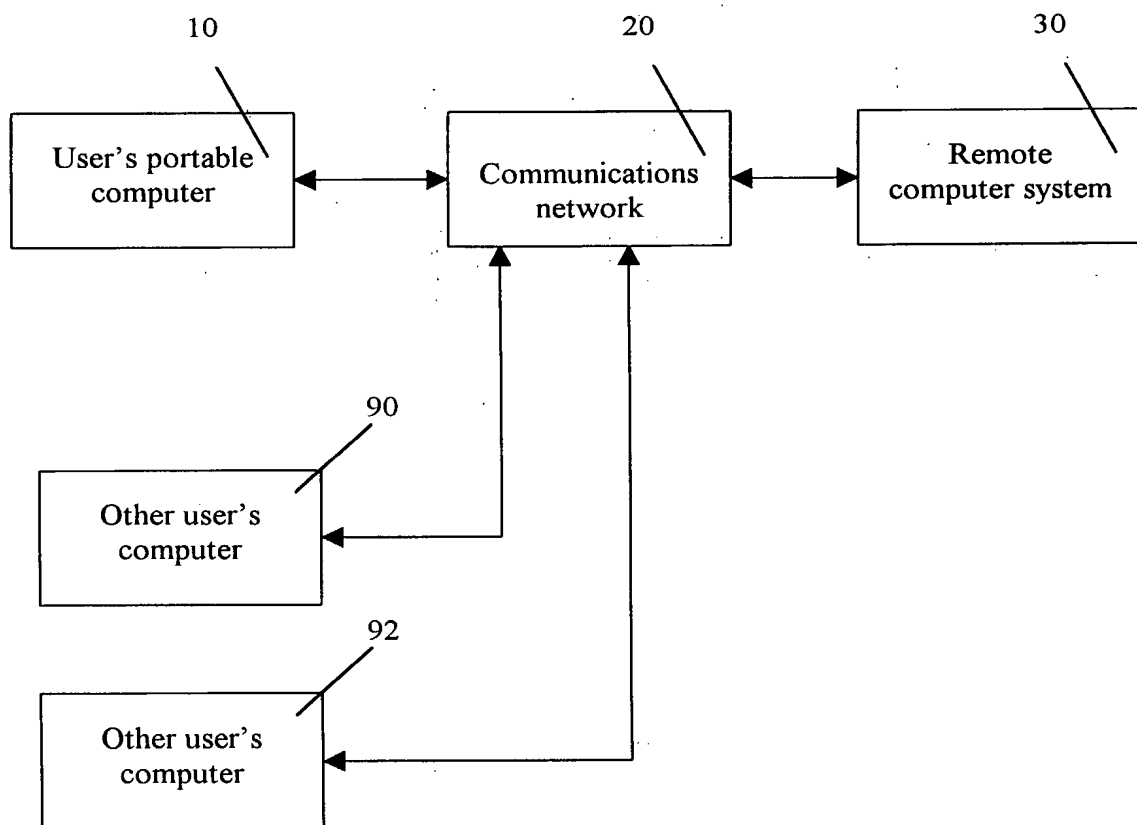 10
20
30
User's portable
computer
Communications
network
Remote
computer system
90
Other user's
computer
92
Other user's
computer